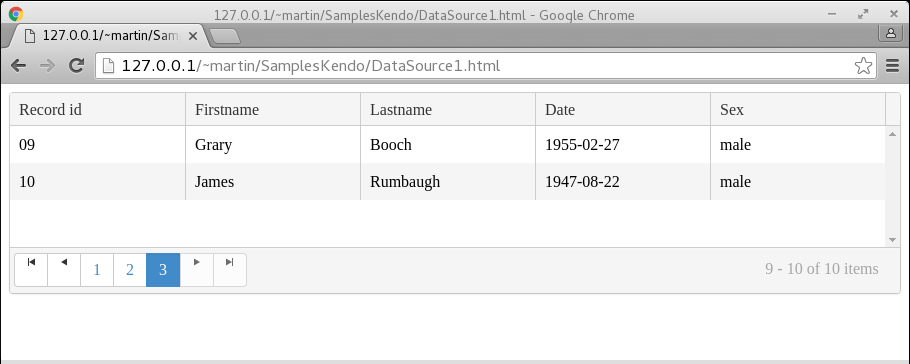 127.0.0.1/~martin/SamplesKendo/DataSource1.html - Google Chrome
127.0.0.1/~martin/Sam
127.0.0.1/~martin/SamplesKendo/DataSource1.html
Record id Firstname Lastname Date Sex
09 Grary Booch 1955-02-27 male
10 James Rumbaugh 1947-08-22 male
1 2 3 9 - 10 of 10 items